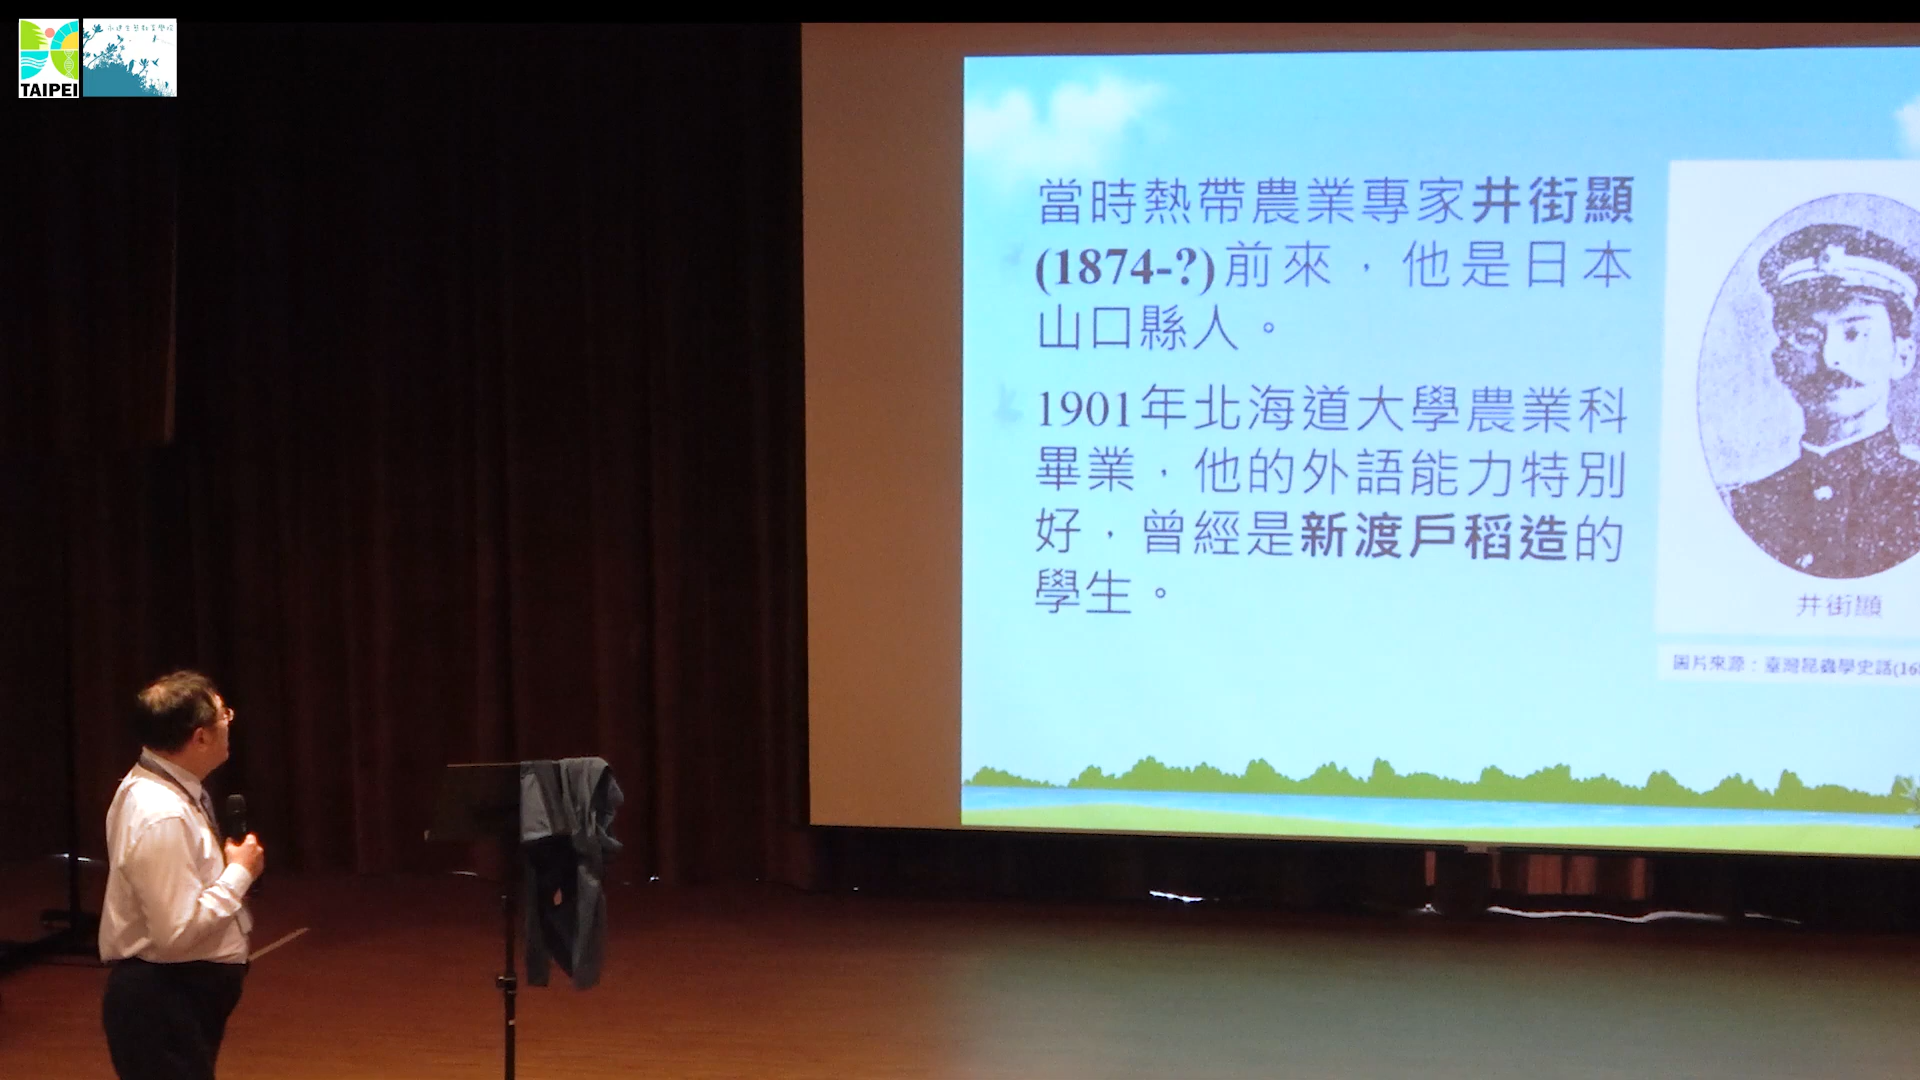 TAIPEI
當時熱帶農業專家井街顯
(1874-?)前來，他是日本
山口縣人。
1901年北海道大學農業科
畢業，他的外語能力特別
好，曾經是新渡戶稻造的
學生。
井街顯
圖片來源：臺灣昆蟲學史話(168